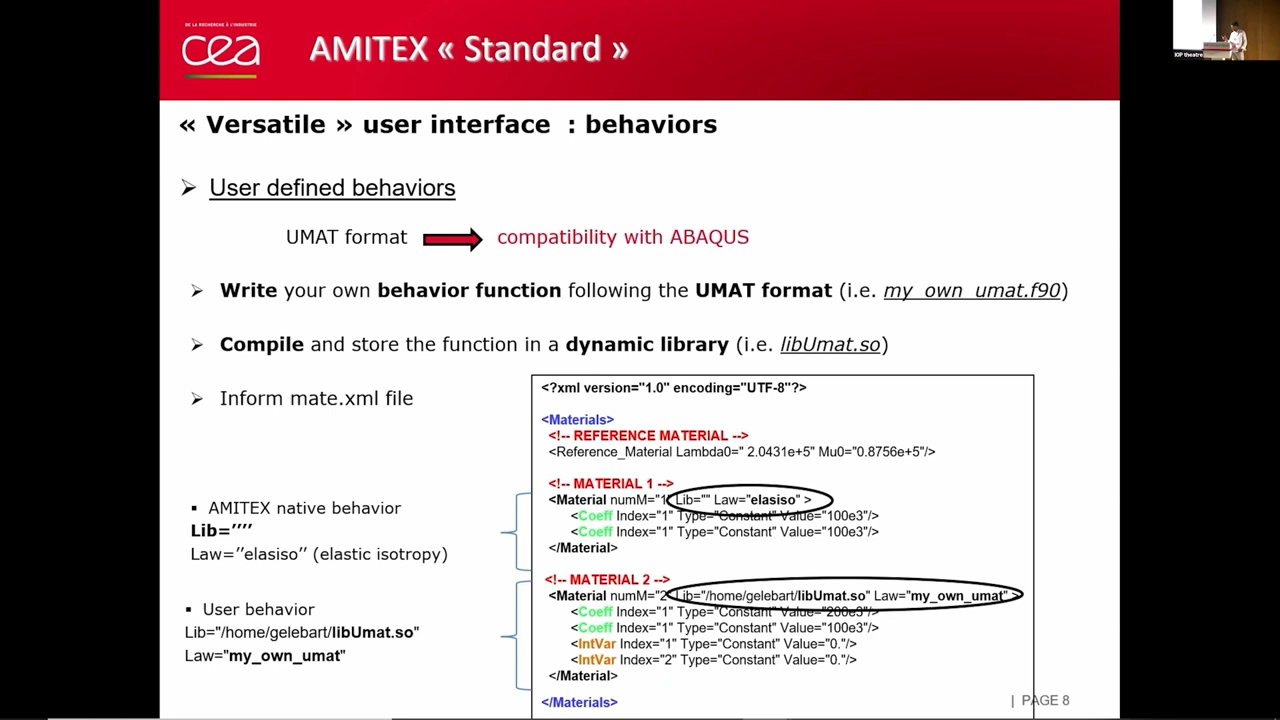 DE LA RECHERCHE À L'INDUSTRIE
cea
AMITEX « Standard »
IOP theatre
« Versatile » user interface : behaviors
➢ User defined behaviors
UMAT format
compatibility with ABAQUS
➢ Write your own behavior function following the UMAT format (i.e. my_own_umat.f90)
➢ Compile and store the function in a dynamic library (i.e. libUmat.so)
➢ Inform mate.xml file
▪ AMITEX native behavior
Lib=’’’’
Law=’’elasiso’’ (elastic isotropy)
▪ User behavior
Lib="/home/gelebart/libUmat.so"
Law="my_own_umat"
<?xml version="1.0" encoding="UTF-8"?>
<Materials>
<!-- REFERENCE MATERIAL -->
<Reference_Material Lambda0=" 2.0431e+5" Mu0="0.8756e+5"/>
<!-- MATERIAL 1 -->
<Material numM="1" Lib="" Law="elasiso" >
<Coeff Index="1" Type="Constant" Value="100e3"/>
<Coeff Index="1" Type="Constant" Value="100e3"/>
</Material>
<!-- MATERIAL 2 -->
<Material numM="2" Lib="/home/gelebart/libUmat.so" Law="my_own_umat" >
<Coeff Index="1" Type="Constant" Value="200e3"/>
<Coeff Index="1" Type="Constant" Value="100e3"/>
<IntVar Index="1" Type="Constant" Value="0."/>
<IntVar Index="2" Type="Constant" Value="0."/>
</Material>
</Materials>
| PAGE 8